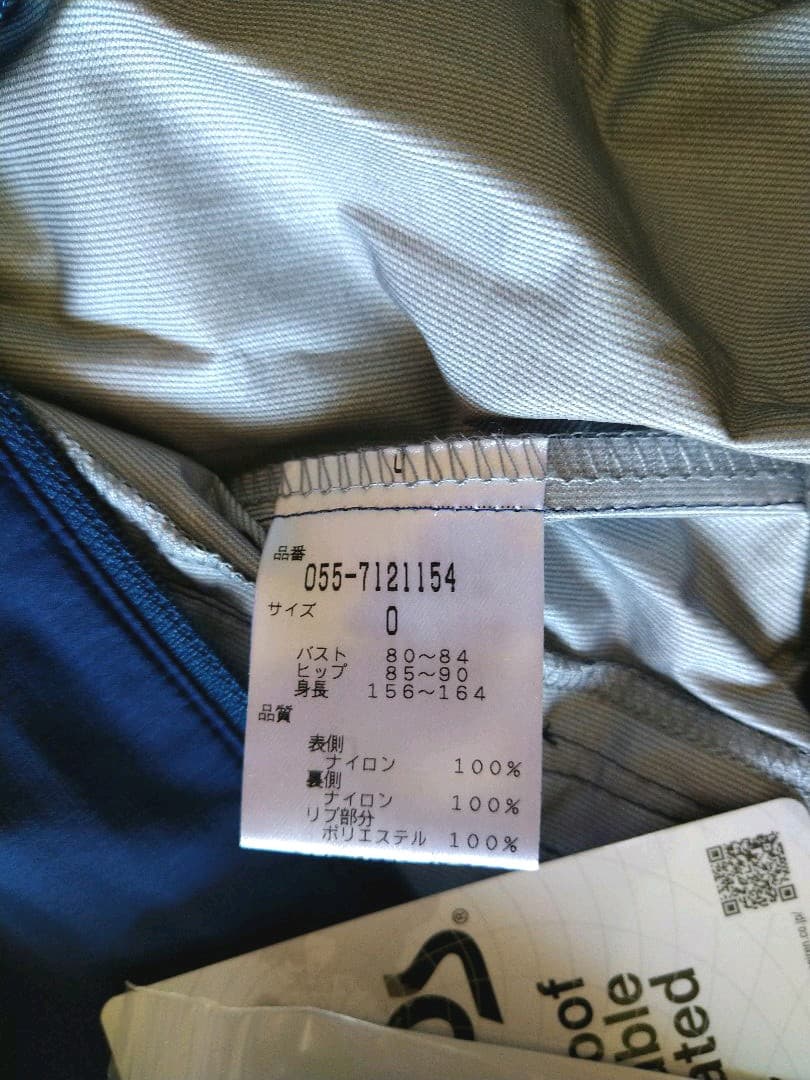 品番
055-7121154
サイズ
0
バスト 80～84
ヒップ 85～90
身長 156～164
品質
表側
ナイロン 100%
裏側
ナイロン 100%
リブ部分
ポリエステル 100%
®